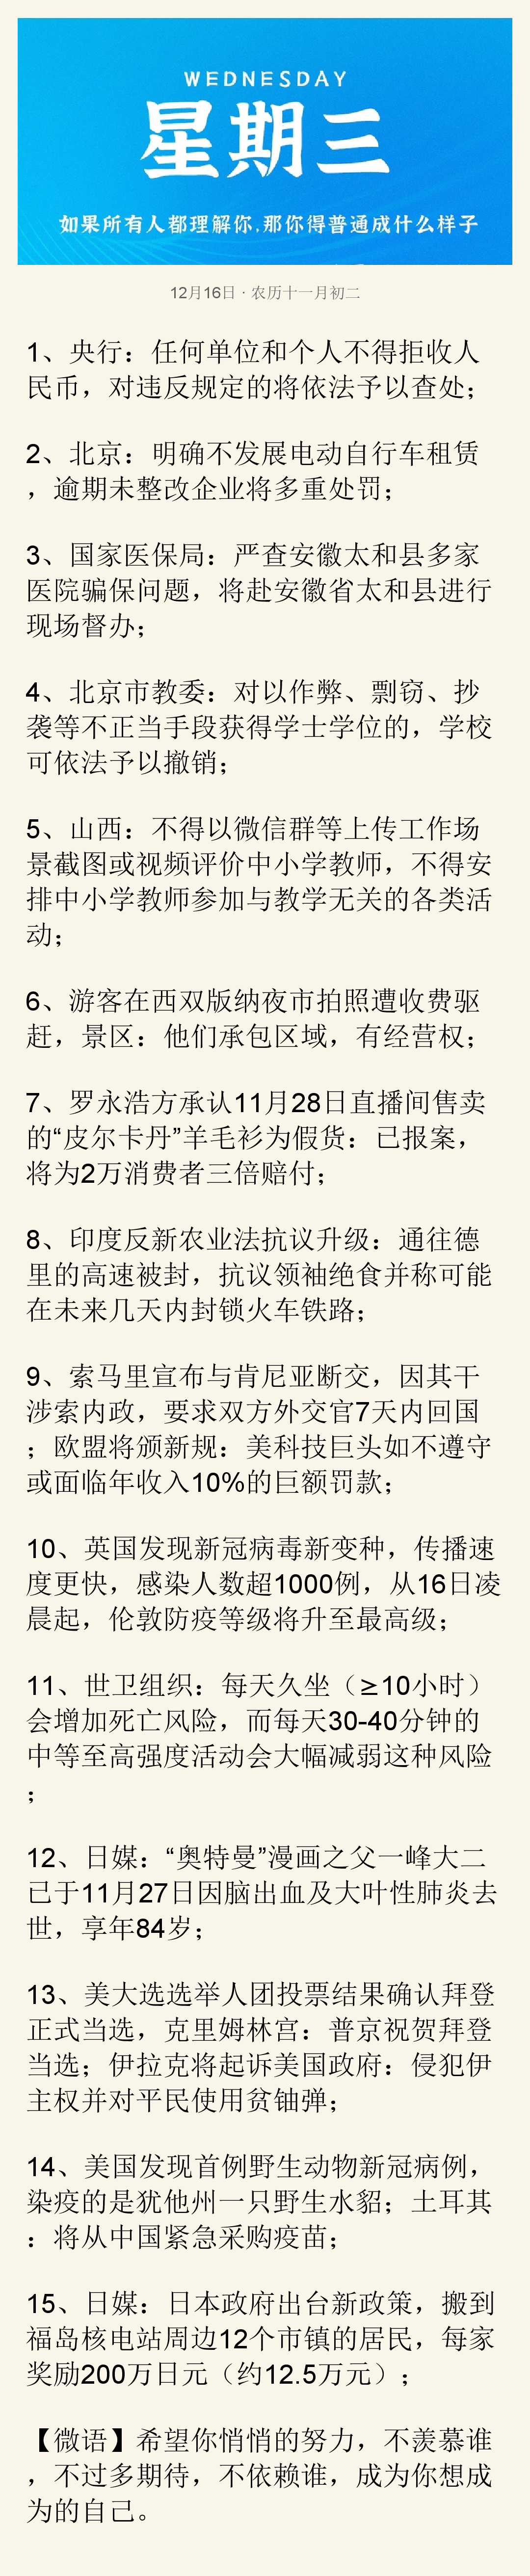 WEDNESDAY
星期三
如果所有人都理解你,那你得普通成什么样子
12月16日 · 农历十一月初二
1、央行：任何单位和个人不得拒收人
民币，对违反规定的将依法予以查处；
2、北京：明确不发展电动自行车租赁
，逾期未整改企业将多重处罚；
3、国家医保局：严查安徽太和县多家
医院骗保问题，将赴安徽省太和县进行
现场督办；
4、北京市教委：对以作弊、剽窃、抄
袭等不正当手段获得学士学位的，学校
可依法予以撤销；
5、山西：不得以微信群等上传工作场
景截图或视频评价中小学教师，不得安
排中小学教师参加与教学无关的各类活
动；
6、游客在西双版纳夜市拍照遭收费驱
赶，景区：他们承包区域，有经营权；
7、罗永浩方承认11月28日直播间售卖
的“皮尔卡丹”羊毛衫为假货：已报案，
将为2万消费者三倍赔付；
8、印度反新农业法抗议升级：通往德
里的高速被封，抗议领袖绝食并称可能
在未来几天内封锁火车铁路；
9、索马里宣布与肯尼亚断交，因其干
涉索内政，要求双方外交官7天内回国
；欧盟将颁新规：美科技巨头如不遵守
或面临年收入10%的巨额罚款；
10、英国发现新冠病毒新变种，传播速
度更快，感染人数超1000例，从16日凌
晨起，伦敦防疫等级将升至最高级；
11、世卫组织：每天久坐（≥10小时）
会增加死亡风险，而每天30-40分钟的
中等至高强度活动会大幅减弱这种风险
；
12、日媒：“奥特曼”漫画之父一峰大二
已于11月27日因脑出血及大叶性肺炎去
世，享年84岁；
13、美大选选举人团投票结果确认拜登
正式当选，克里姆林宫：普京祝贺拜登
当选；伊拉克将起诉美国政府：侵犯伊
主权并对平民使用贫铀弹；
14、美国发现首例野生动物新冠病例，
染疫的是犹他州一只野生水貂；土耳其
：将从中国紧急采购疫苗；
15、日媒：日本政府出台新政策，搬到
福岛核电站周边12个市镇的居民，每家
奖励200万日元（约12.5万元）；
【微语】希望你悄悄的努力，不羡慕谁
，不过多期待，不依赖谁，成为你想成
为的自己。